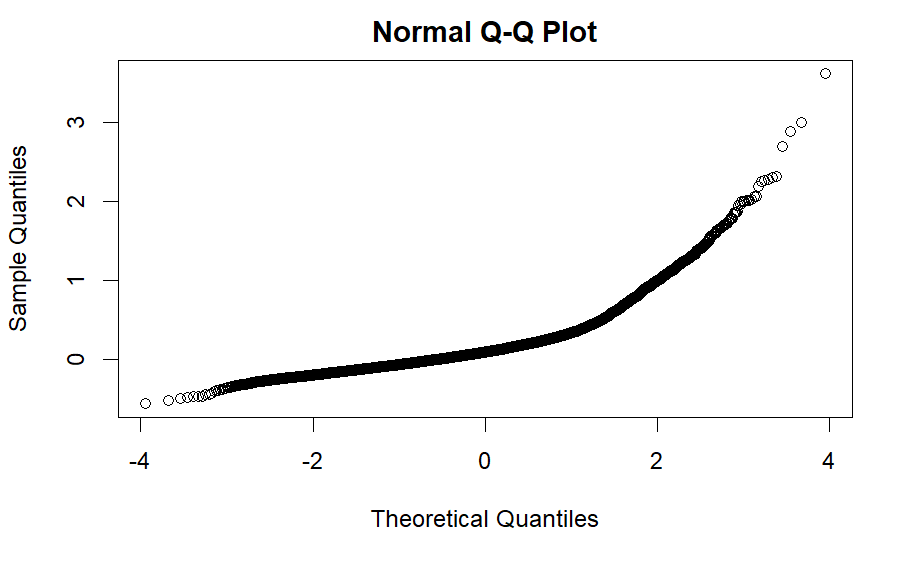 Normal Q-Q Plot
Sample Quantiles
3
2
1
0
-4 -2 0 2 4
Theoretical Quantiles